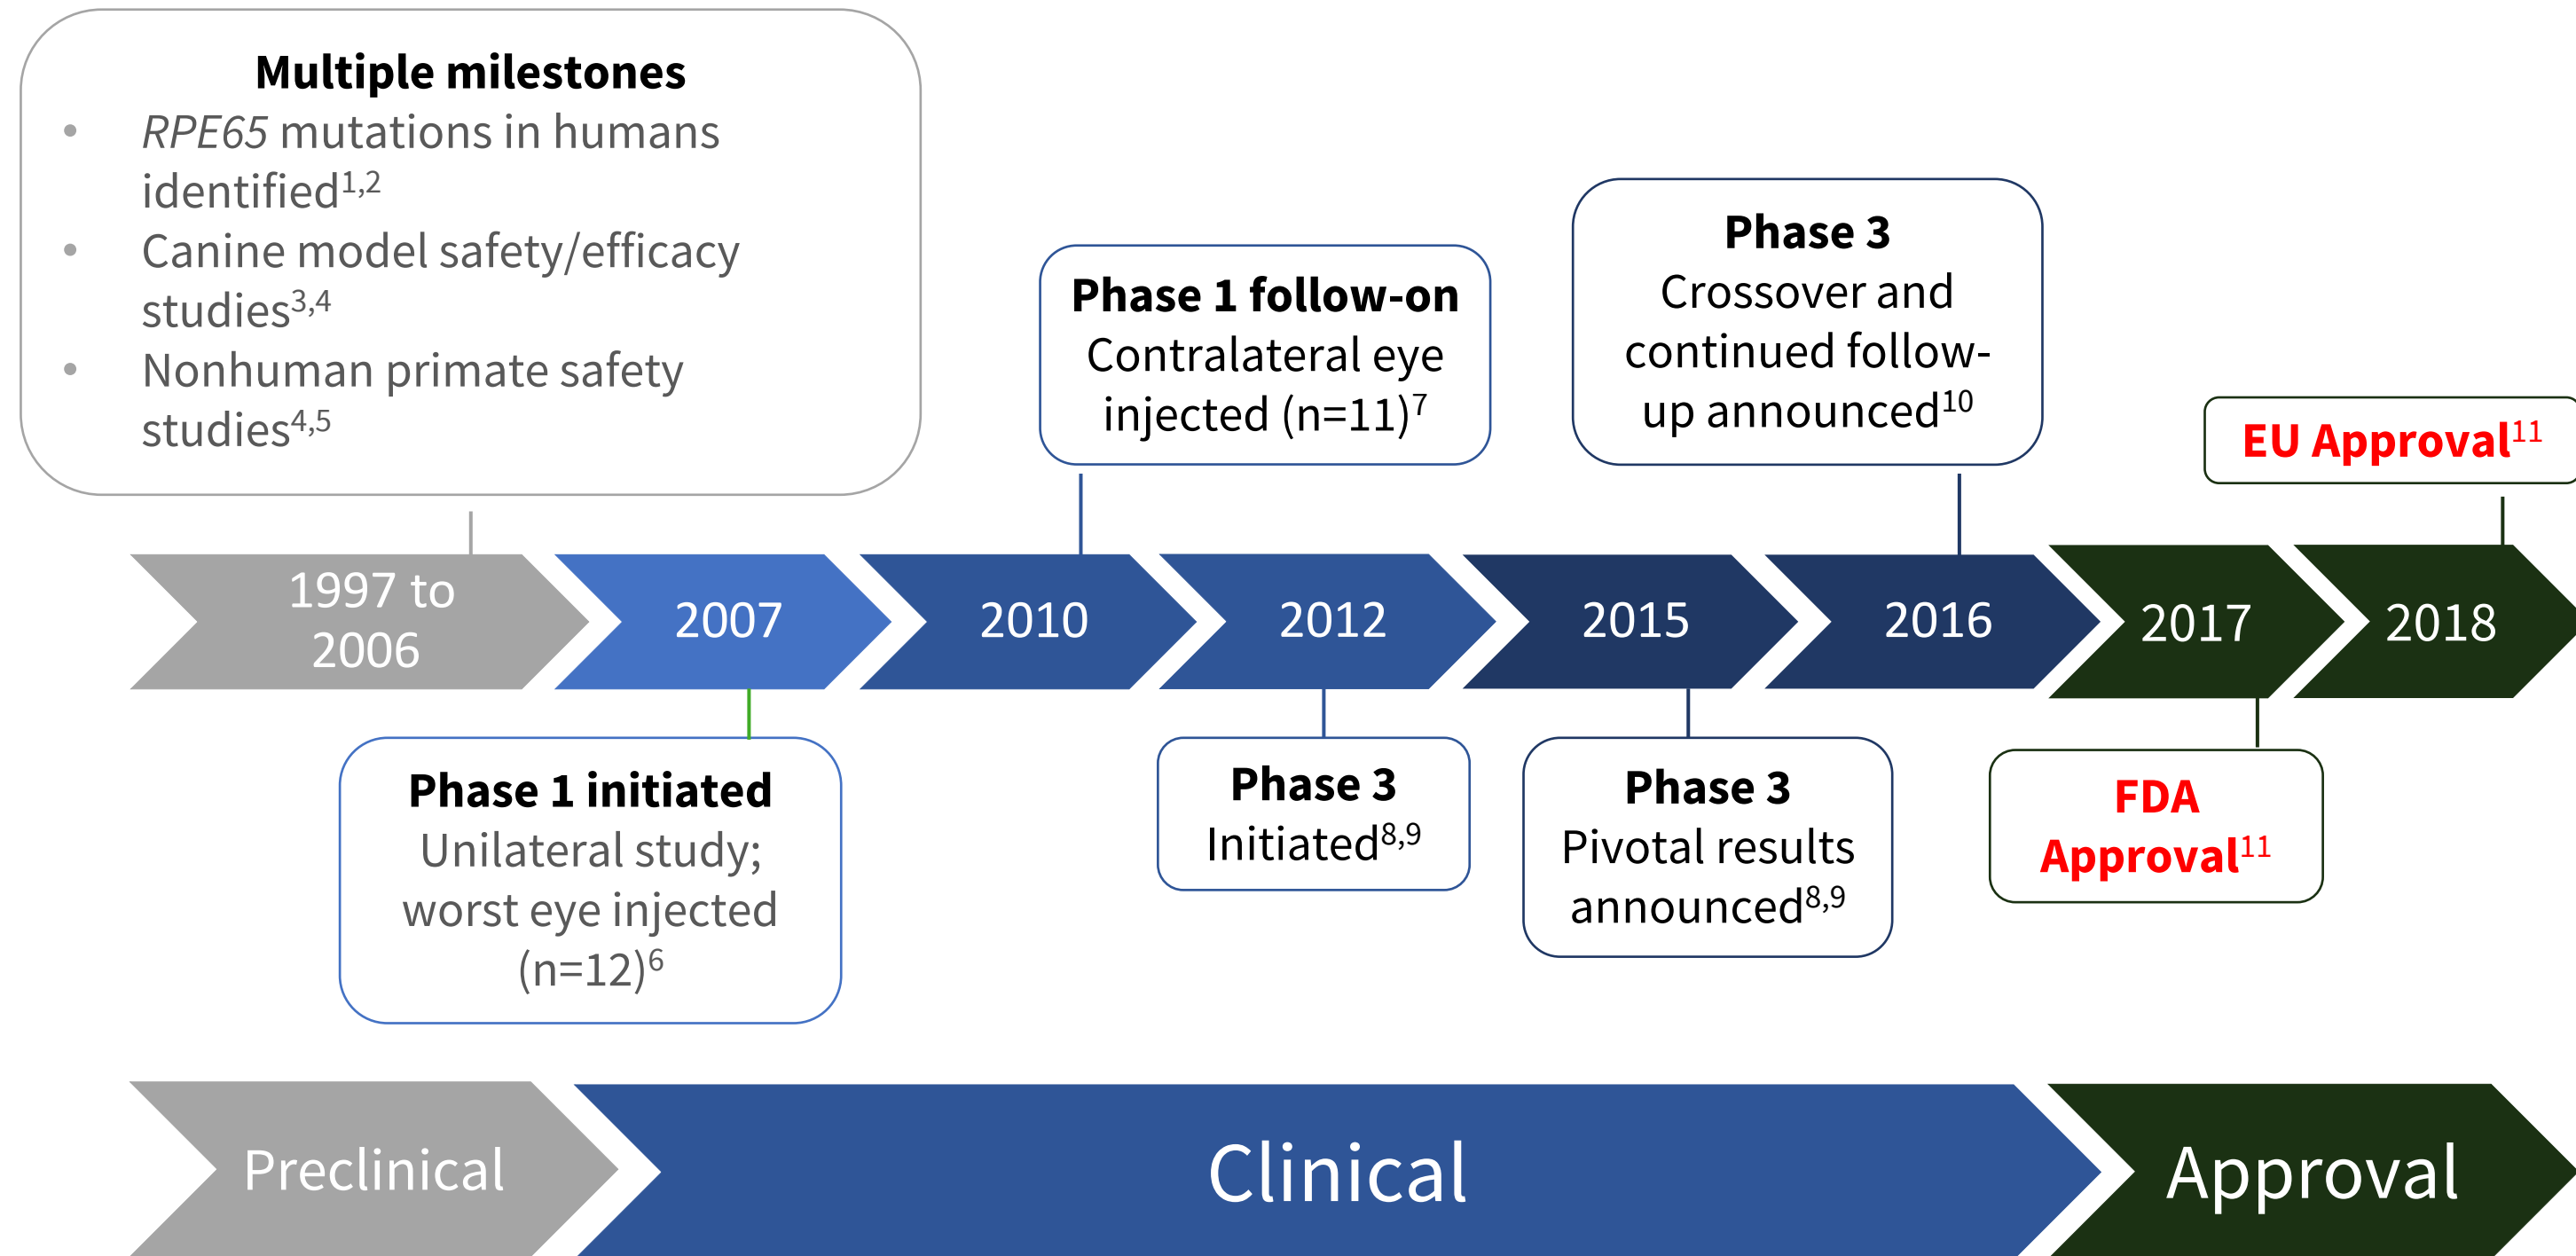 Multiple milestones
• RPE65 mutations in humans
identified1,2
• Canine model safety/efficacy
studies3,4
• Nonhuman primate safety
studies4,5
Phase 1 follow-on
Contralateral eye
injected (n=11)7
Phase 3
Crossover and
continued follow-
up announced10
EU Approval11
1997 to
2006
2007
2010
2012
2015
2016
2017
2018
Phase 1 initiated
Unilateral study;
worst eye injected
(n=12)6
Phase 3
Initiated8,9
Phase 3
Pivotal results
announced8,9
FDA
Approval11
Preclinical
Clinical
Approval